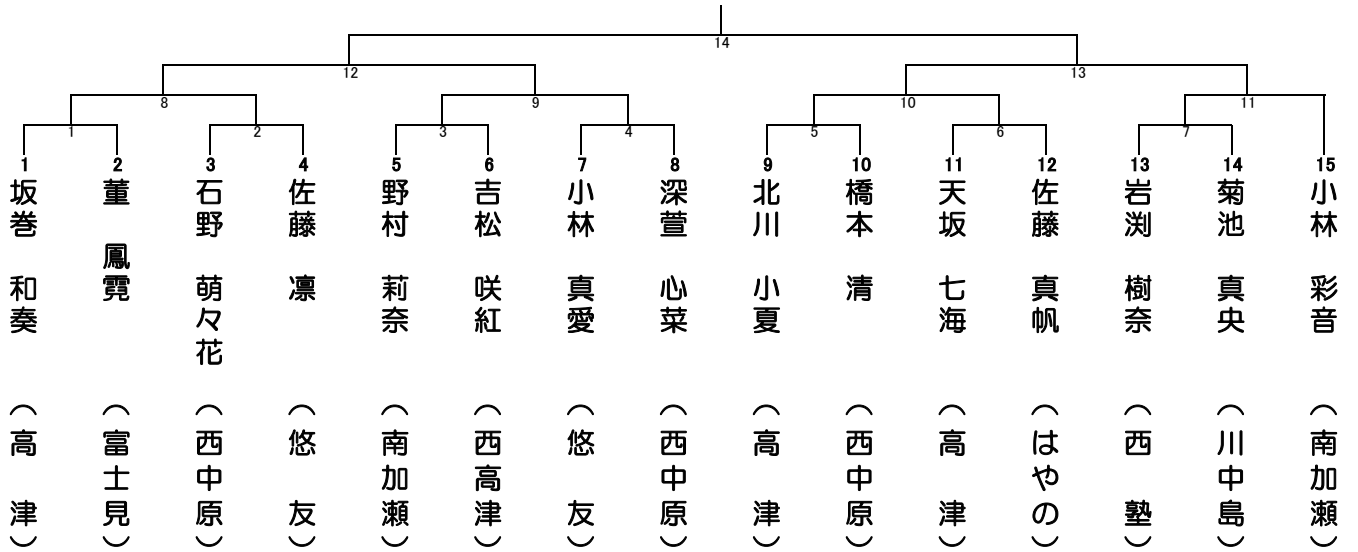 14
12
13
8
9
10
11
1
2
3
4
5
6
7
1
2
3
4
5
6
7
8
9
10
11
12
13
14
15
坂巻 和奏 (高 津)
董 鳳霓 (富士見)
石野 萌々花 (西中原)
佐藤 凛 (悠 友)
野村 莉奈 (南加瀬)
吉松 咲紅 (西高津)
小林 真愛 (悠 友)
深萱 心菜 (西中原)
北川 小夏 (高 津)
橋本 清 (西中原)
天坂 七海 (高 津)
佐藤 真帆 (はやの)
岩渕 樹奈 (西 塾)
菊池 真央 (川中島)
小林 彩音 (南加瀬)